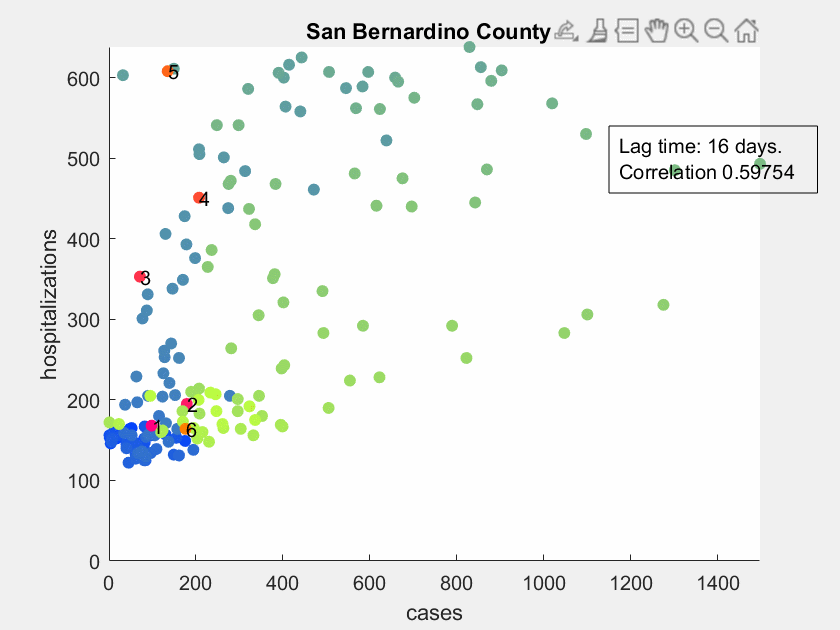 San Bernardino County
600
500
400
300
200
100
0
hospitalizations
0 200 400 600 800 1000 1200 1400
cases
Lag time: 16 days.
Correlation 0.59754
5
4
3
2
1
6